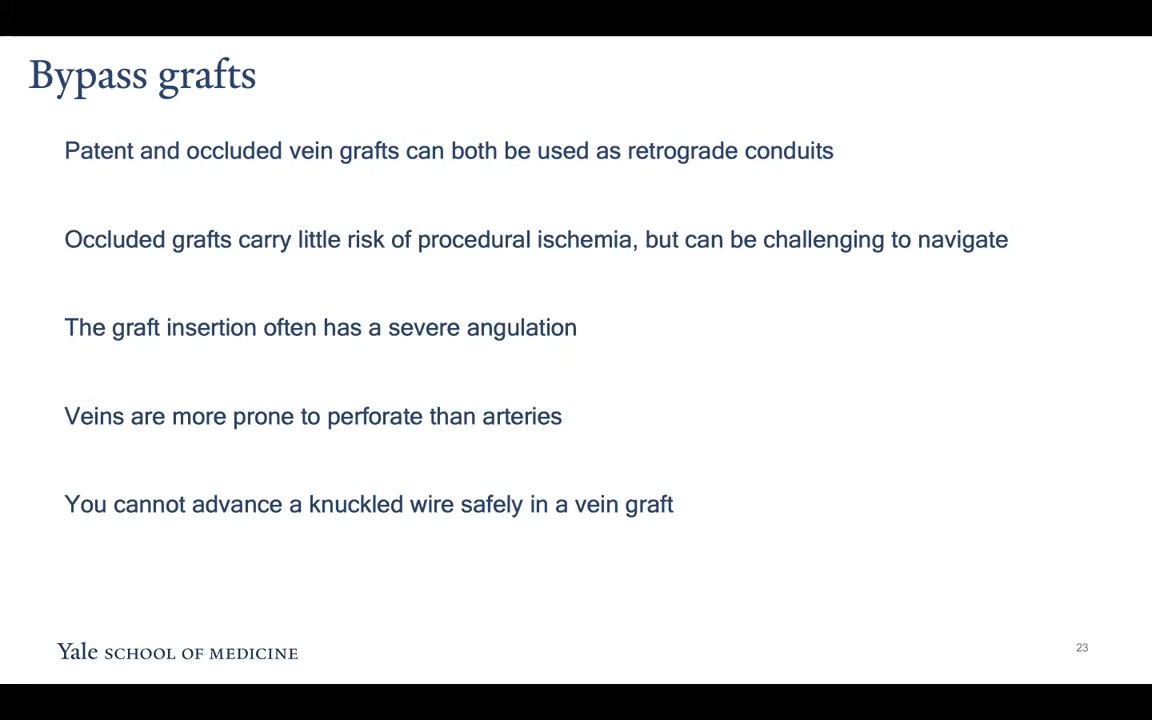 Bypass grafts
Patent and occluded vein grafts can both be used as retrograde conduits
Occluded grafts carry little risk of procedural ischemia, but can be challenging to navigate
The graft insertion often has a severe angulation
Veins are more prone to perforate than arteries
You cannot advance a knuckled wire safely in a vein graft
Yale SCHOOL OF MEDICINE
23